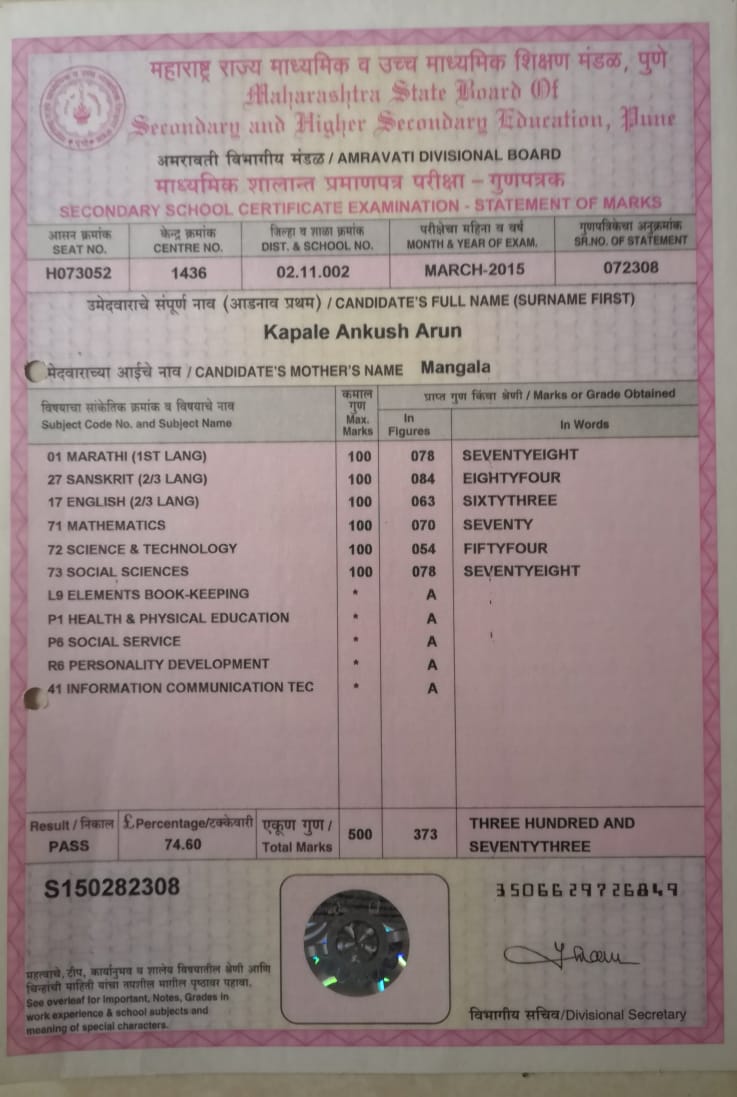 महाराष्ट्र राज्य माध्यमिक व उच्च माध्यमिक शिक्षण मंडळ, पुणे
Maharashtra State Board Of
Secondary and Higher Secondary Education, Pune
अमरावती विभागीय मंडळ / AMRAVATI DIVISIONAL BOARD
माध्यमिक शालान्त प्रमाणपत्र परीक्षा – गुणपत्रक
SECONDARY SCHOOL CERTIFICATE EXAMINATION - STATEMENT OF MARKS
आसन क्रमांक केन्द्र क्रमांक जिल्हा व शाळा क्रमांक परीक्षेचा महिना व वर्ष गुणपत्रिकेचा अनुक्रमांक
SEAT NO. CENTRE NO. DIST. & SCHOOL NO. MONTH & YEAR OF EXAM. SR.NO. OF STATEMENT
H073052 1436 02.11.002 MARCH-2015 072308
उमेदवाराचे संपूर्ण नाव (आडनाव प्रथम) / CANDIDATE'S FULL NAME (SURNAME FIRST)
Kapale Ankush Arun
मेदवाराच्या आईचे नाव / CANDIDATE'S MOTHER'S NAME Mangala
विषयाचा सांकेतिक क्रमांक व विषयाचे नाव
Subject Code No. and Subject Name
कमाल
गुण
Max.
Marks
प्राप्त गुण किंवा श्रेणी / Marks or Grade Obtained
In
Figures
In Words
01 MARATHI (1ST LANG) 100 078 SEVENTYEIGHT
27 SANSKRIT (2/3 LANG) 100 084 EIGHTYFOUR
17 ENGLISH (2/3 LANG) 100 063 SIXTYTHREE
71 MATHEMATICS 100 070 SEVENTY
72 SCIENCE & TECHNOLOGY 100 054 FIFTYFOUR
73 SOCIAL SCIENCES 100 078 SEVENTYEIGHT
L9 ELEMENTS BOOK-KEEPING * A
P1 HEALTH & PHYSICAL EDUCATION * A
P6 SOCIAL SERVICE * A
R6 PERSONALITY DEVELOPMENT * A
41 INFORMATION COMMUNICATION TEC * A
Result / निकाल
PASS
£Percentage/टक्केवारी
74.60
एकूण गुण /
Total Marks
500 373
THREE HUNDRED AND
SEVENTYTHREE
S150282308
3506629726849
महत्वाचे, टीप, कार्यानुभव व शालेय विषयातील श्रेणी आणि
चिन्हांची माहिती यांचा तपशील मागील पृष्ठावर पहावा.
See overleaf for Important, Notes, Grades in
work experience & school subjects and
meaning of special characters.
विभागीय सचिव/Divisional Secretary